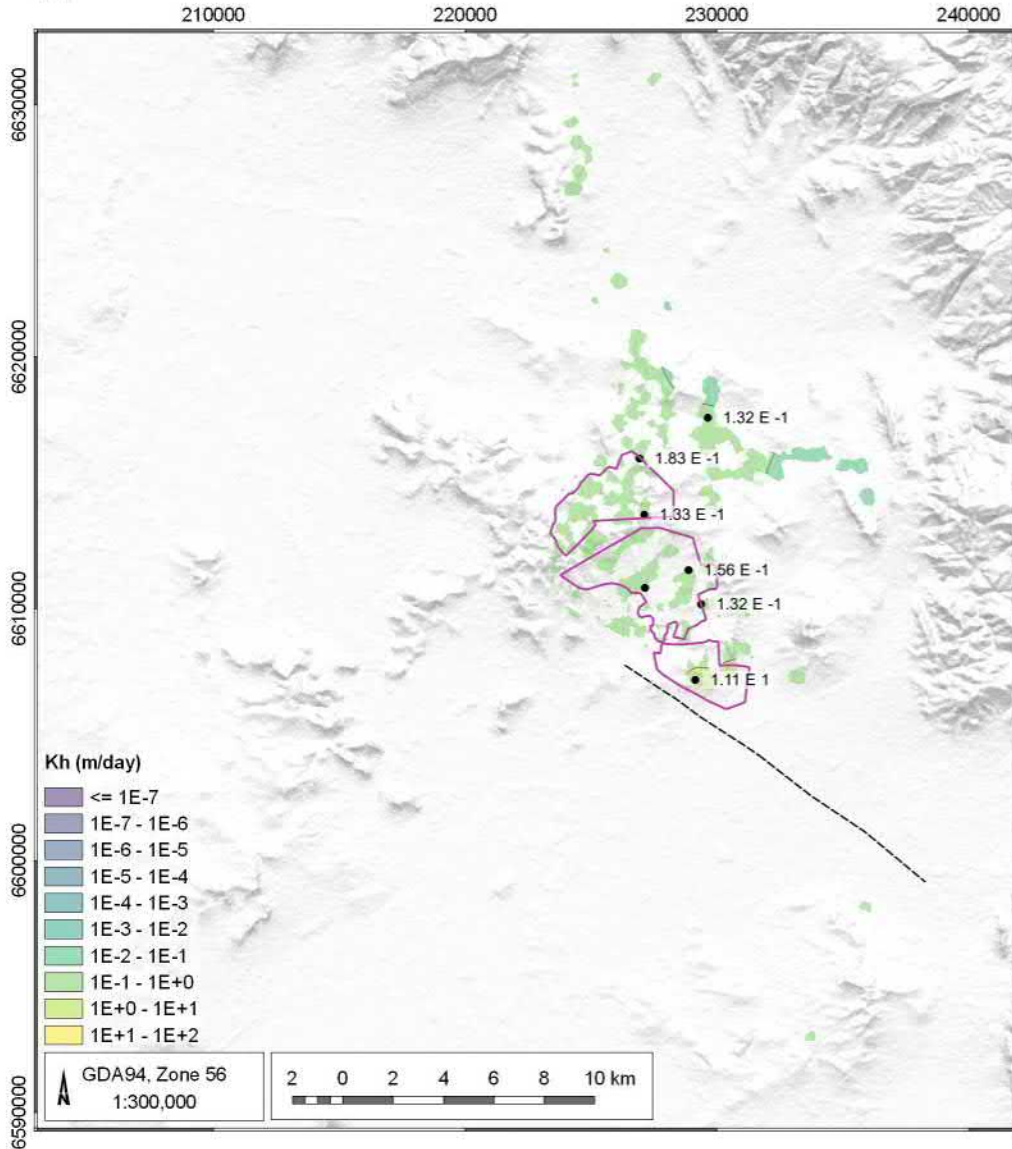 210000
220000
230000
240000
6630000
6620000
6610000
6600000
6590000
1.32 E -1
1.83 E -1
1.33 E -1
1.56 E -1
1.32 E -1
1.11 E 1
Kh (m/day)
<= 1E-7
1E-7 - 1E-6
1E-6 - 1E-5
1E-5 - 1E-4
1E-4 - 1E-3
1E-3 - 1E-2
1E-2 - 1E-1
1E-1 - 1E+0
1E+0 - 1E+1
1E+1 - 1E+2
N
GDA94, Zone 56
1:300,000
2 0 2 4 6 8 10 km